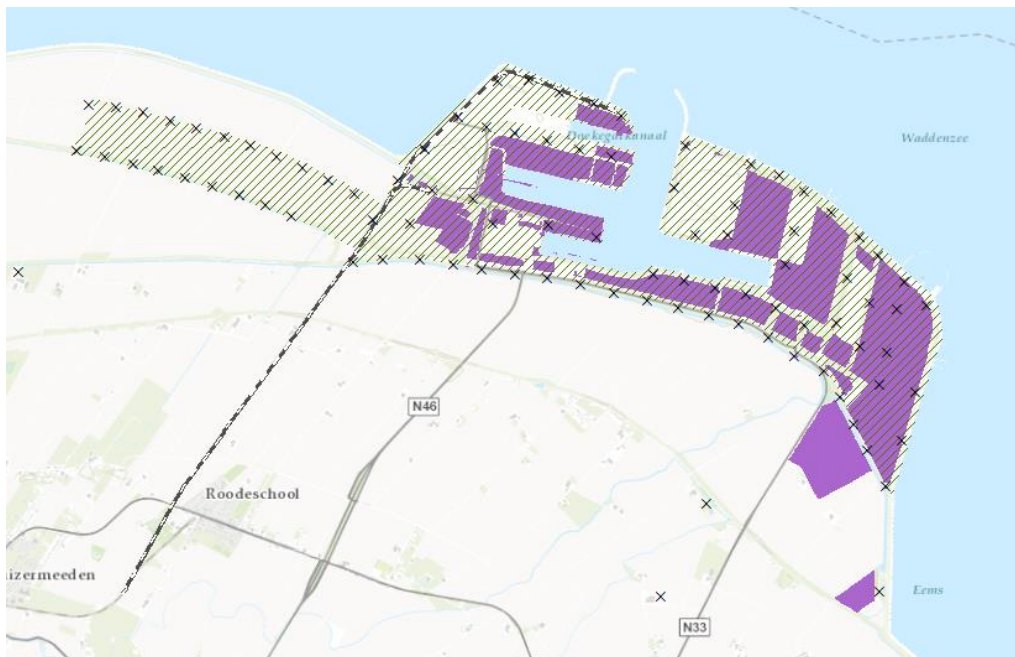 Doekegatkanaal
Waddenzee
N46
Roodeschool
izermeeden
Eems
N33